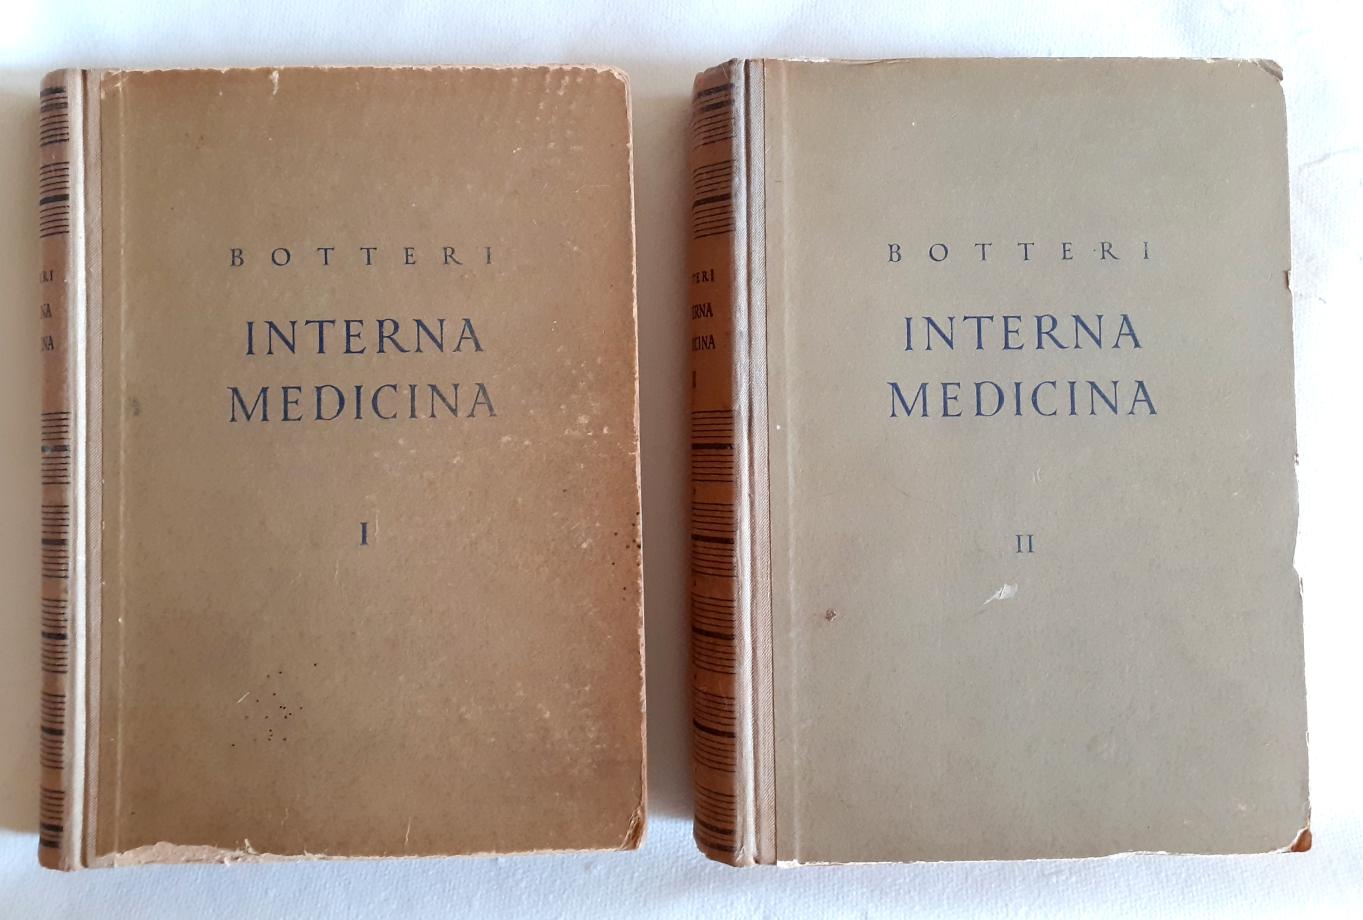 BOTTERI
INTERNA
MEDICINA
I
BOTTERI
INTERNA
MEDICINA
II